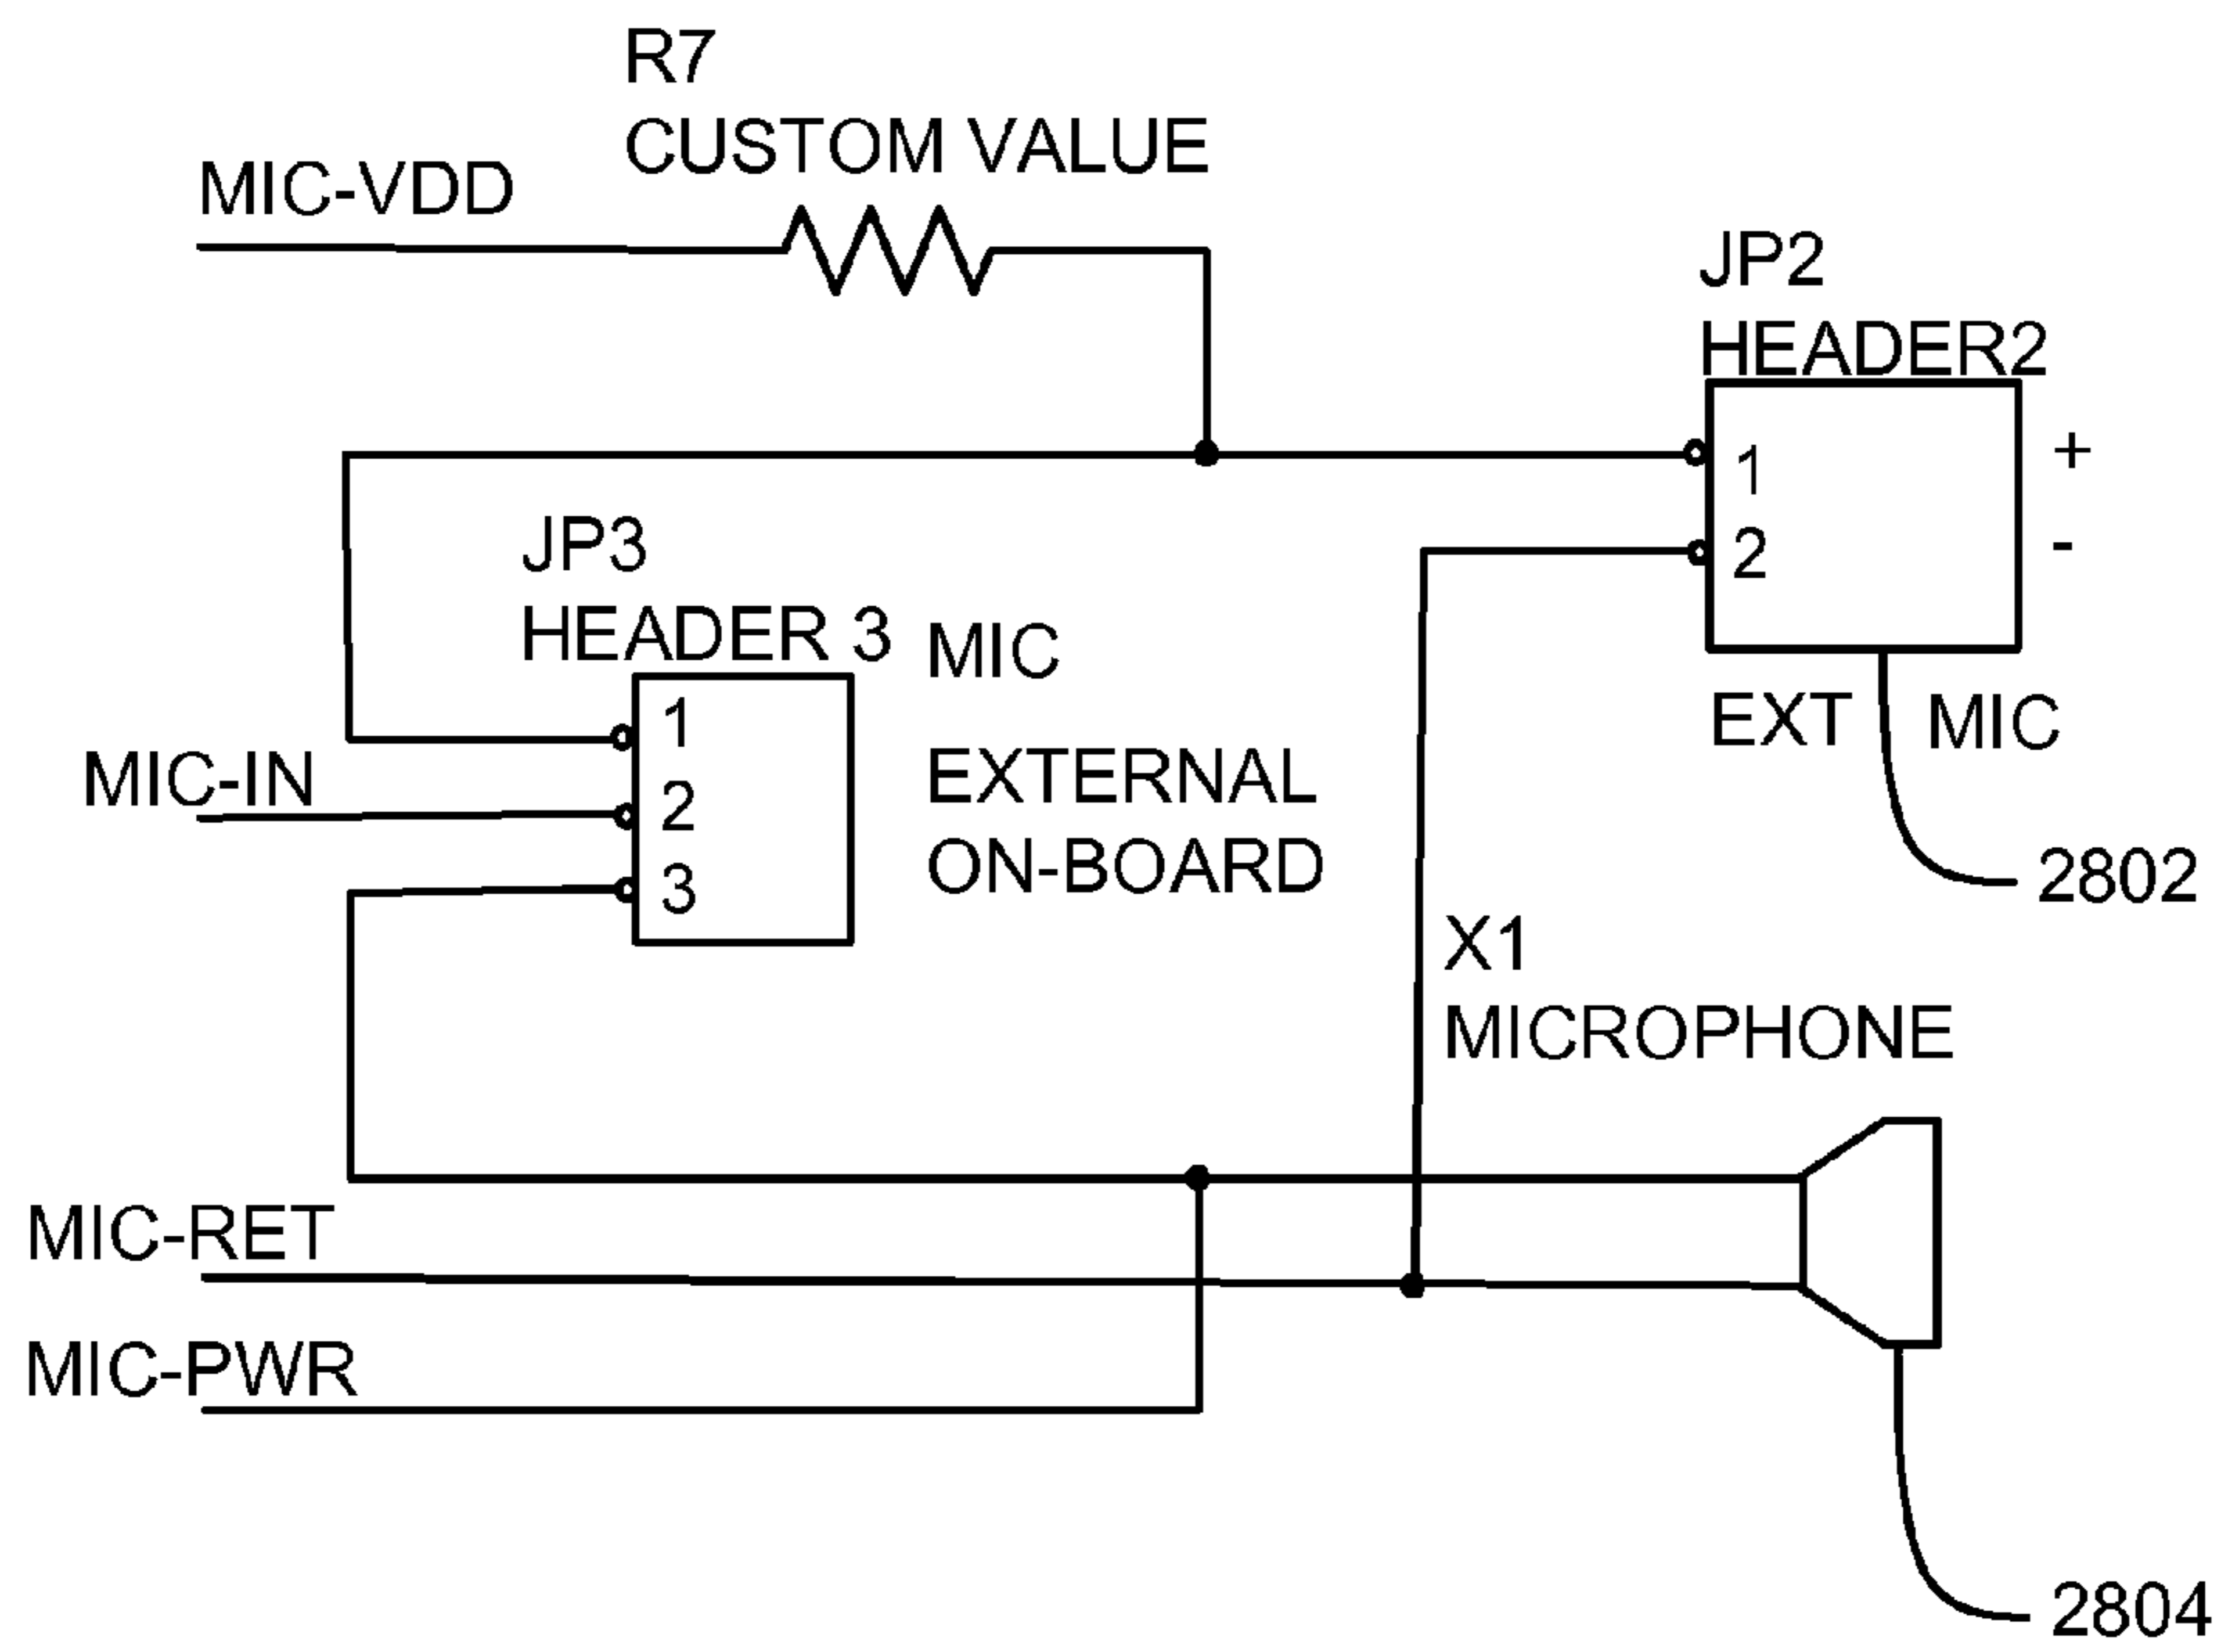 R7
CUSTOM VALUE
MIC-VDD
JP2
HEADER2
1
+
2
-
JP3
HEADER 3
MIC
1
EXTERNAL
MIC-IN
2
ON-BOARD
3
EXT MIC
2802
X1
MICROPHONE
MIC-RET
MIC-PWR
2804